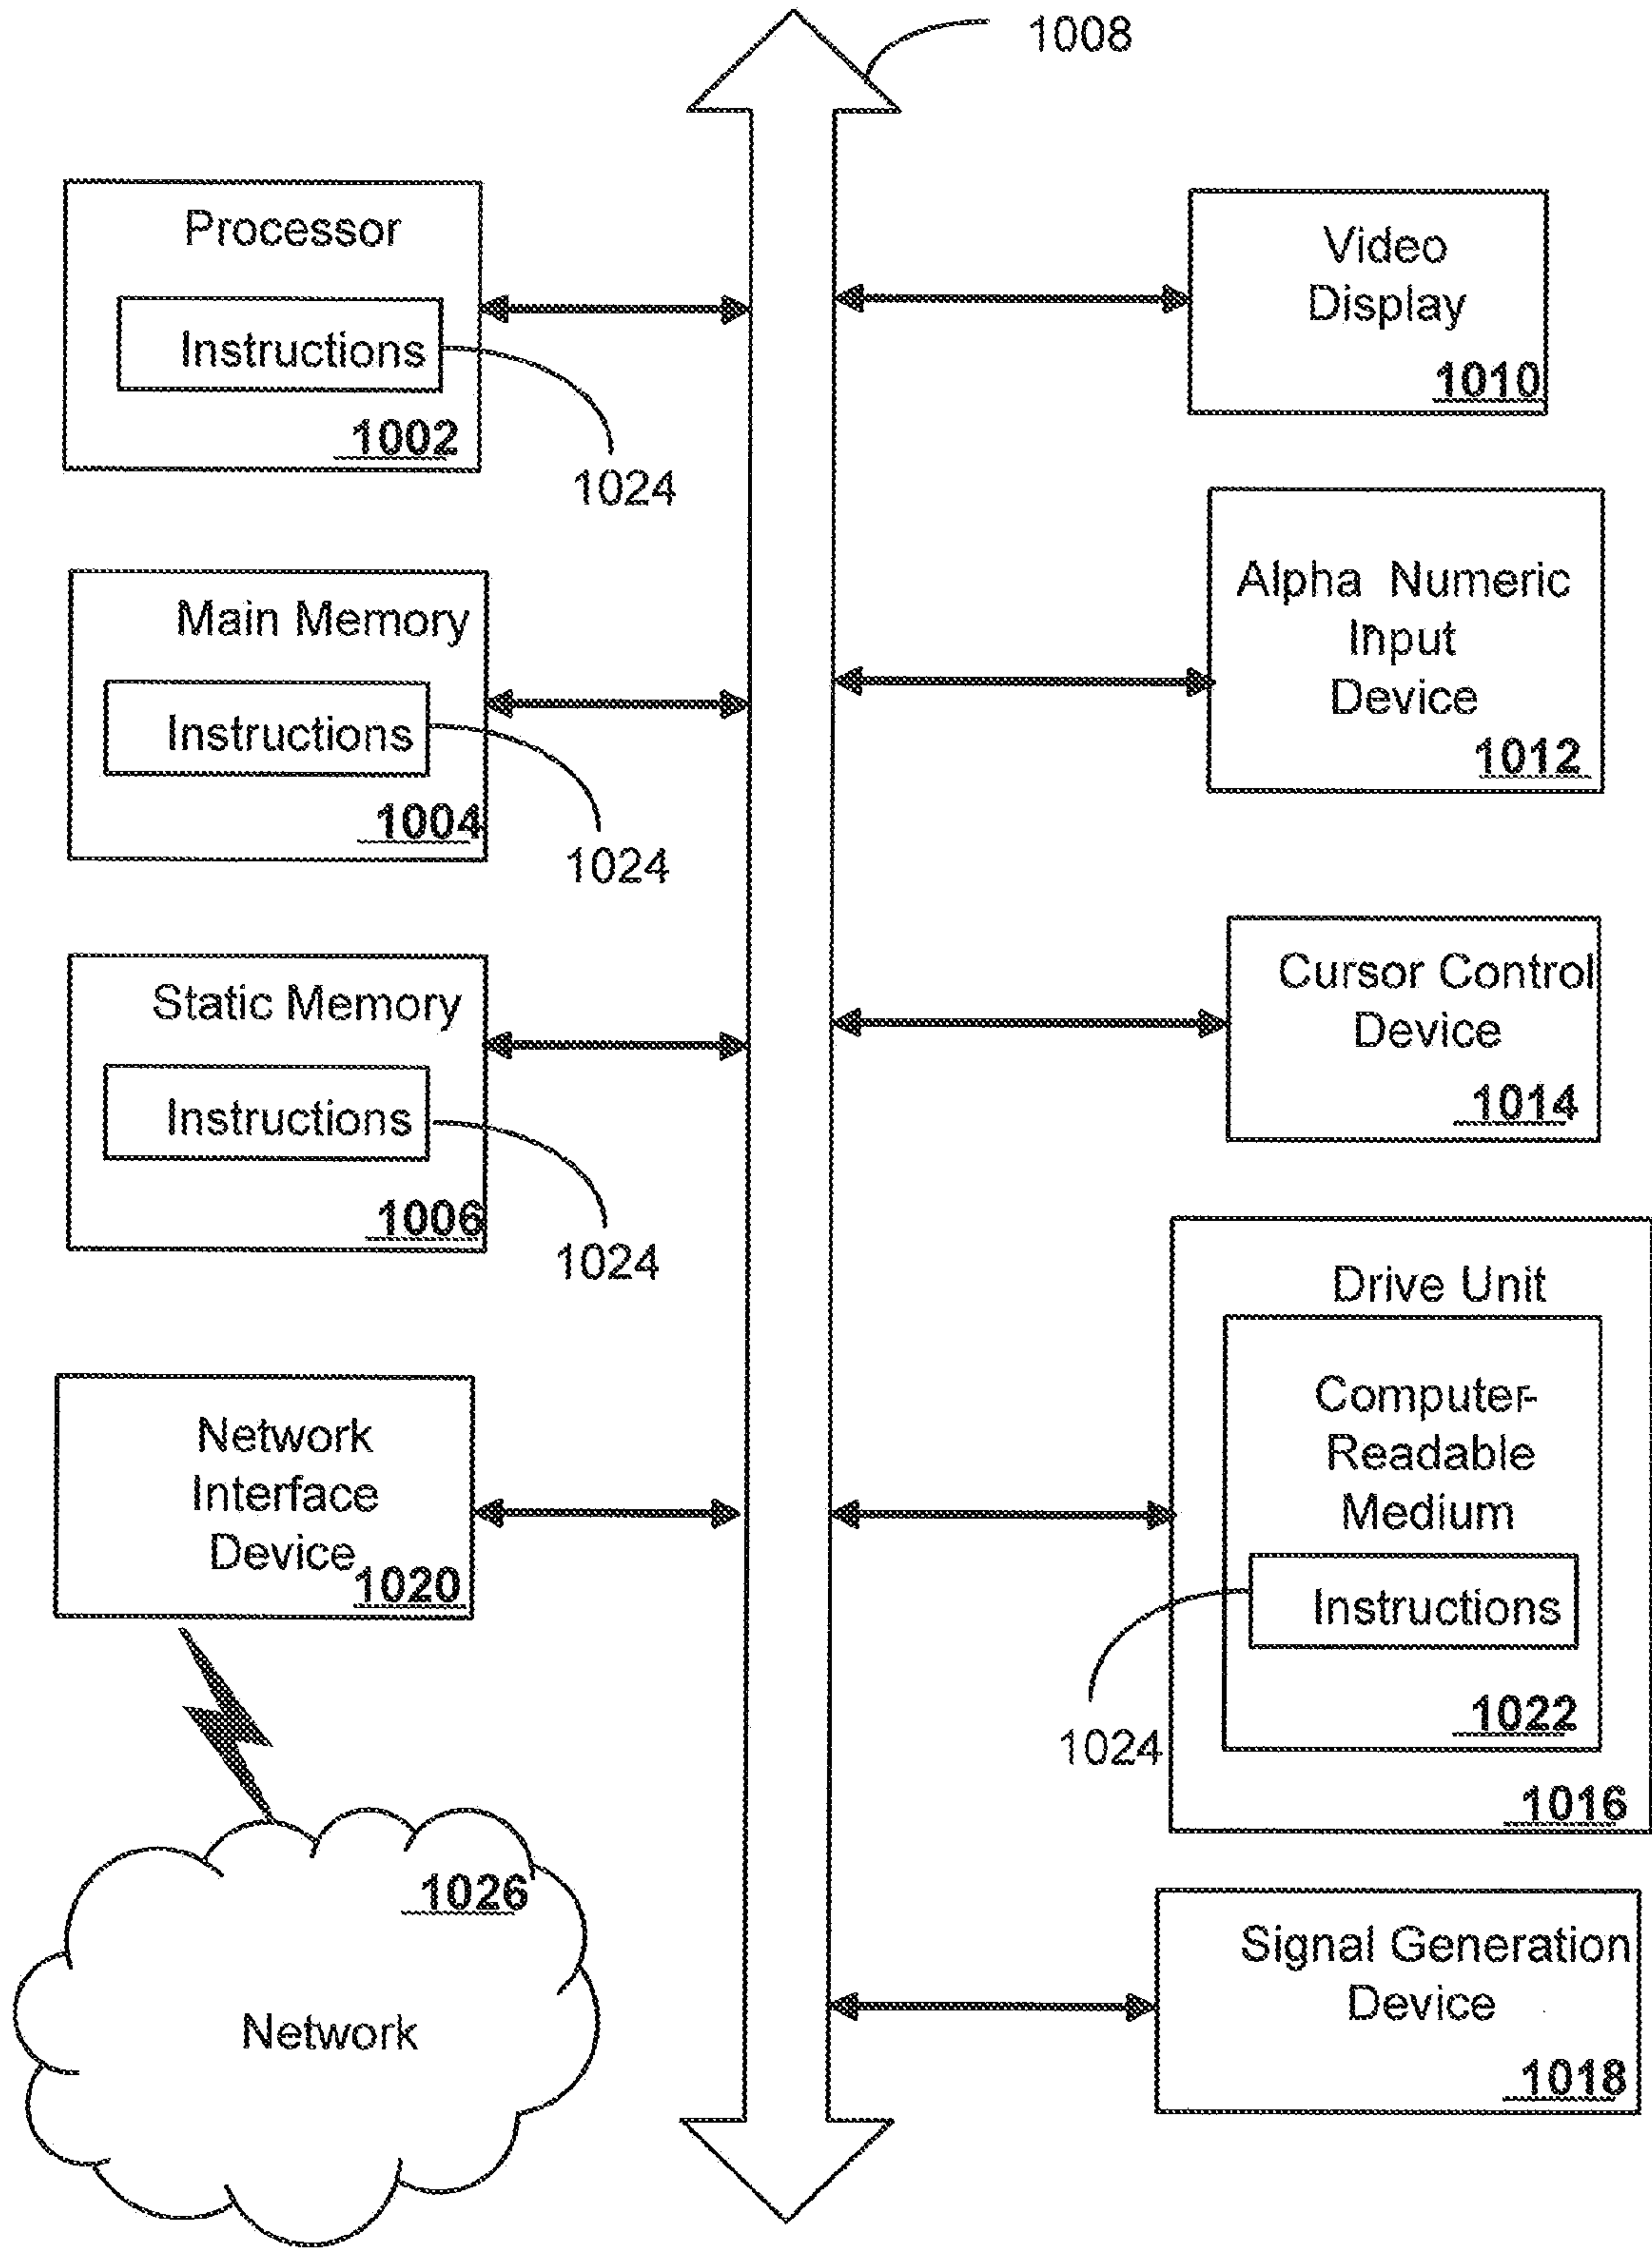 1008
Processor
Instructions
1002
1024
Main Memory
Instructions
1004
1024
Static Memory
Instructions
1006
1024
Network
Interface
Device
1020
1026
Network
Video
Display
1010
Alpha Numeric
Input
Device
1012
Cursor Control
Device
1014
Drive Unit
Computer-
Readable
Medium
Instructions
1022
1024
1016
Signal Generation
Device
1018